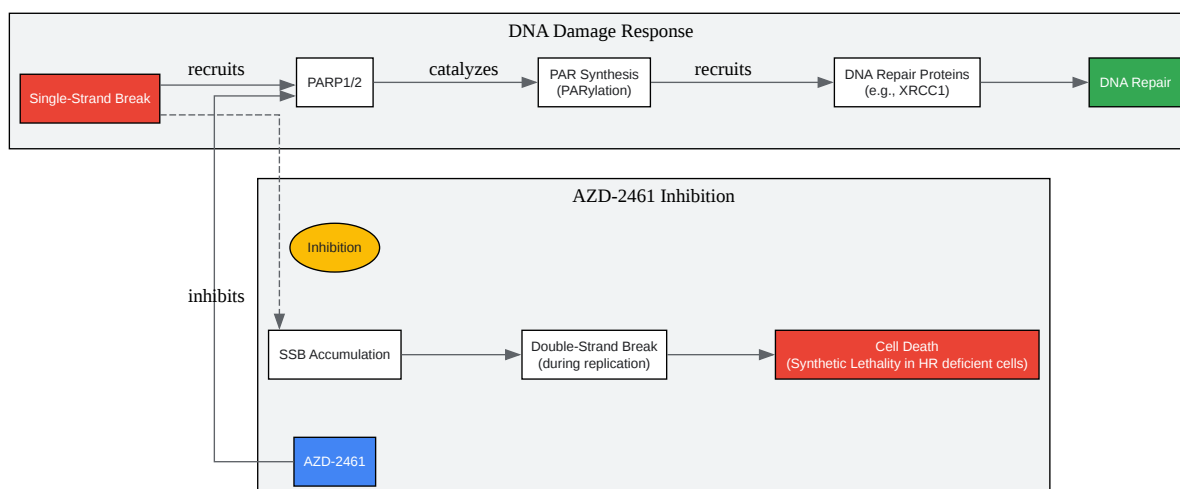 DNA Damage Response
recruits
catalyzes
recruits
Single-Strand Break
PARP1/2
PAR Synthesis
(PARylation)
DNA Repair Proteins
(e.g., XRCC1)
DNA Repair
AZD-2461 Inhibition
Inhibition
inhibits
SSB Accumulation
Double-Strand Break
(during replication)
Cell Death
(Synthetic Lethality in HR deficient cells)
AZD-2461